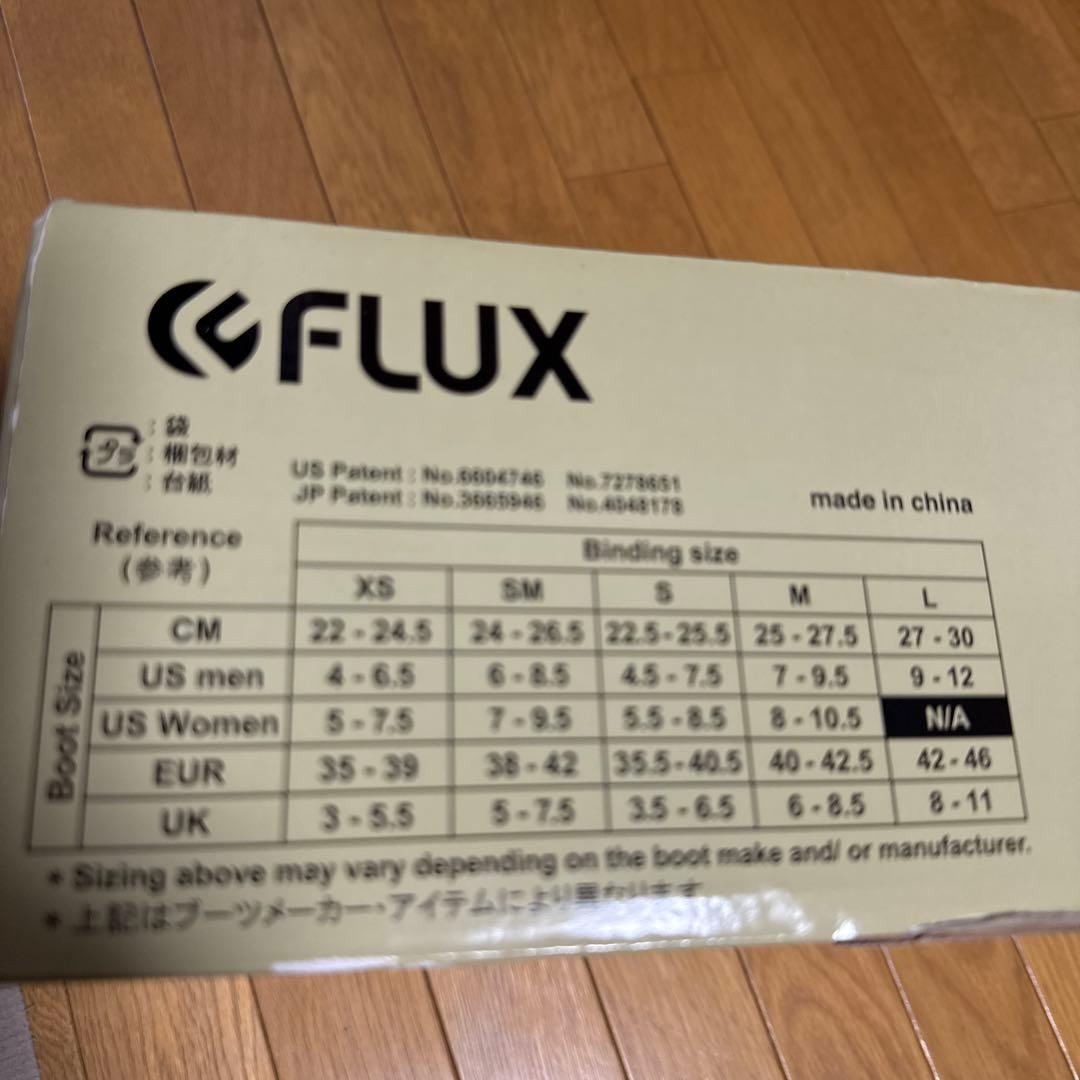 FLUX
プラ
: 袋
: 梱包材
: 台紙
US Patent : No.6604746 No.7278651
JP Patent : No.3665946 No.4048178
made in china
Reference
(参考)
Binding size
XS SM S M L
Boot Size
CM 22 - 24.5 24 - 26.5 22.5 - 25.5 25 - 27.5 27 - 30
US men 4 - 6.5 6 - 8.5 4.5 - 7.5 7 - 9.5 9 - 12
US Women 5 - 7.5 7 - 9.5 5.5 - 8.5 8 - 10.5 N/A
EUR 35 - 39 38 - 42 35.5 - 40.5 40 - 42.5 42 - 46
UK 3 - 5.5 5 - 7.5 3.5 - 6.5 6 - 8.5 8 - 11
* Sizing above may vary depending on the boot make and/ or manufacturer.
* 上記はブーツメーカー・アイテムにより異なります